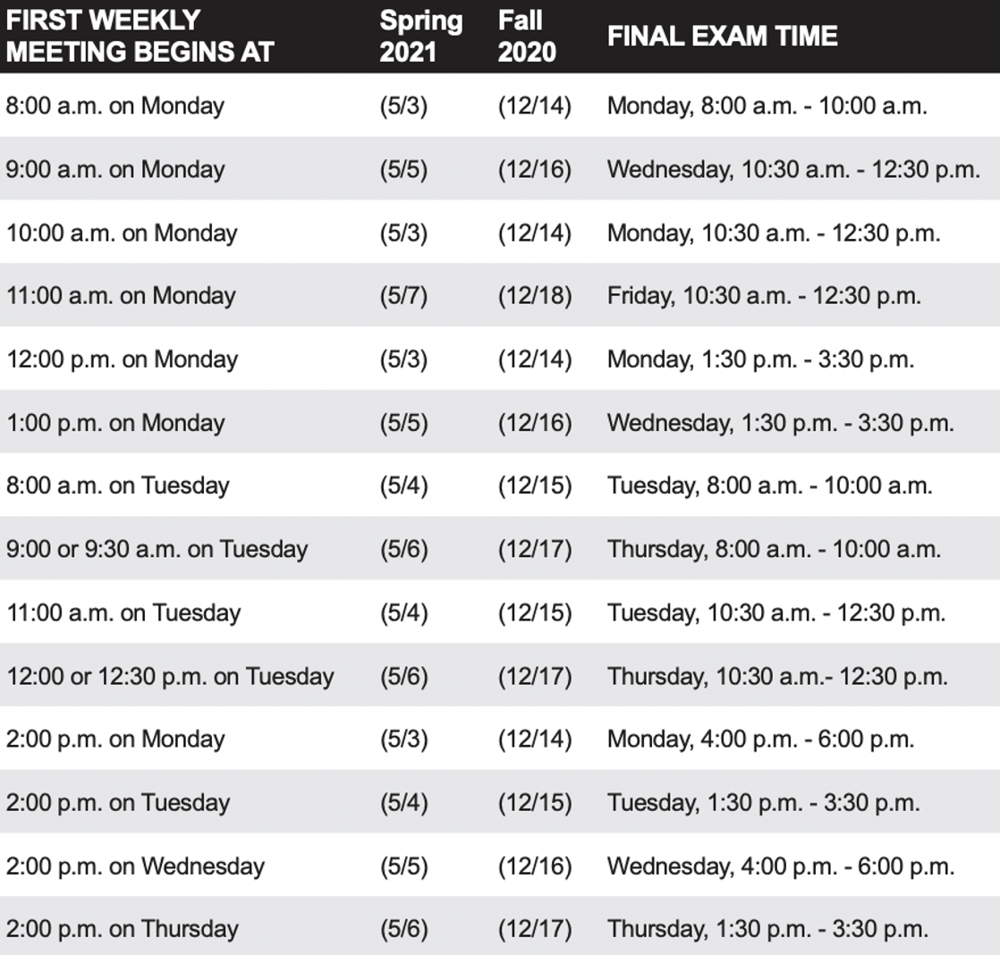 FIRST WEEKLY MEETING BEGINS AT Spring 2021 Fall 2020 FINAL EXAM TIME
8:00 a.m. on Monday (5/3) (12/14) Monday, 8:00 a.m. - 10:00 a.m.
9:00 a.m. on Monday (5/5) (12/16) Wednesday, 10:30 a.m. - 12:30 p.m.
10:00 a.m. on Monday (5/3) (12/14) Monday, 10:30 a.m. - 12:30 p.m.
11:00 a.m. on Monday (5/7) (12/18) Friday, 10:30 a.m. - 12:30 p.m.
12:00 p.m. on Monday (5/3) (12/14) Monday, 1:30 p.m. - 3:30 p.m.
1:00 p.m. on Monday (5/5) (12/16) Wednesday, 1:30 p.m. - 3:30 p.m.
8:00 a.m. on Tuesday (5/4) (12/15) Tuesday, 8:00 a.m. - 10:00 a.m.
9:00 or 9:30 a.m. on Tuesday (5/6) (12/17) Thursday, 8:00 a.m. - 10:00 a.m.
11:00 a.m. on Tuesday (5/4) (12/15) Tuesday, 10:30 a.m. - 12:30 p.m.
12:00 or 12:30 p.m. on Tuesday (5/6) (12/17) Thursday, 10:30 a.m.- 12:30 p.m.
2:00 p.m. on Monday (5/3) (12/14) Monday, 4:00 p.m. - 6:00 p.m.
2:00 p.m. on Tuesday (5/4) (12/15) Tuesday, 1:30 p.m. - 3:30 p.m.
2:00 p.m. on Wednesday (5/5) (12/16) Wednesday, 4:00 p.m. - 6:00 p.m.
2:00 p.m. on Thursday (5/6) (12/17) Thursday, 1:30 p.m. - 3:30 p.m.